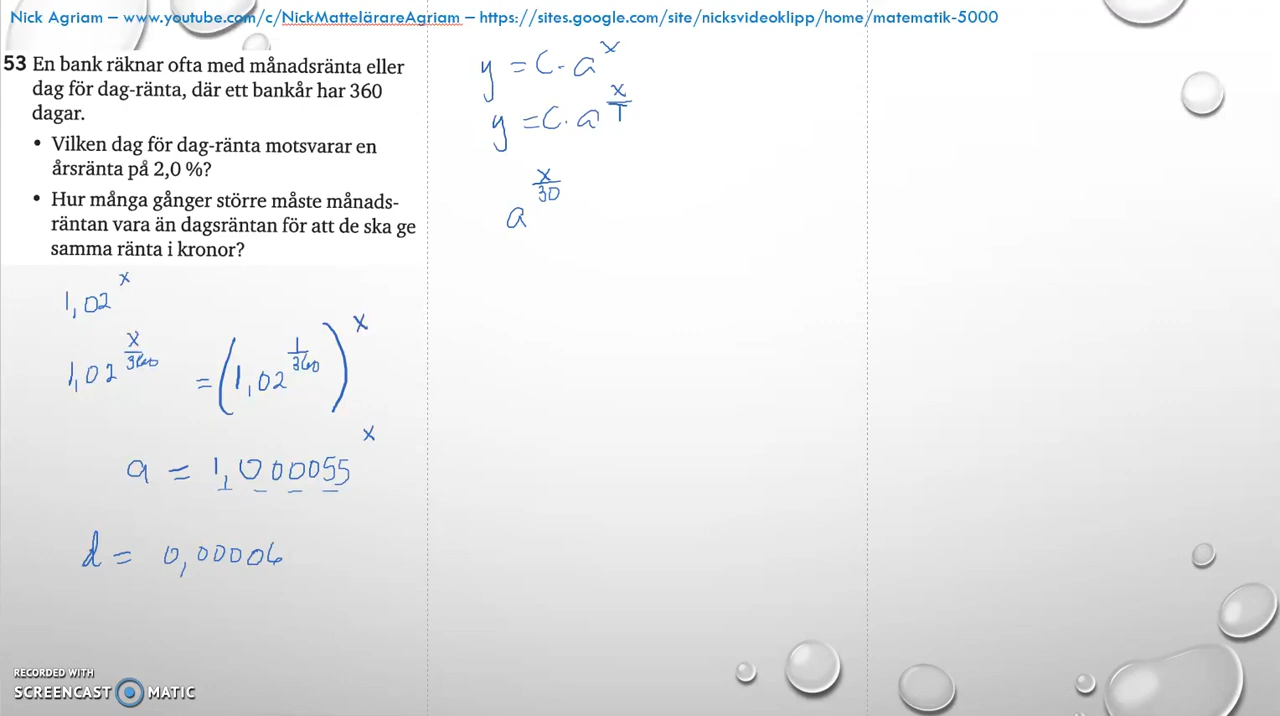 Nick Agriam – www.youtube.com/c/NickMattelärareAgriam – https://sites.google.com/site/nicksvideoklipp/home/matematik-5000
53 En bank räknar ofta med månadsränta eller
dag för dag-ränta, där ett bankår har 360
dagar.
• Vilken dag för dag-ränta motsvarar en
årsränta på 2,0 %?
• Hur många gånger större måste månads-
räntan vara än dagsräntan för att de ska ge
samma ränta i kronor?
1,02^x
1,02^(x/360) = (1,02^(1/360))^x
a = 1,000055^x
d = 0,00006
y = C · a^x
y = C · a^(x/T)
a^(x/30)
RECORDED WITH
SCREENCAST MATIC